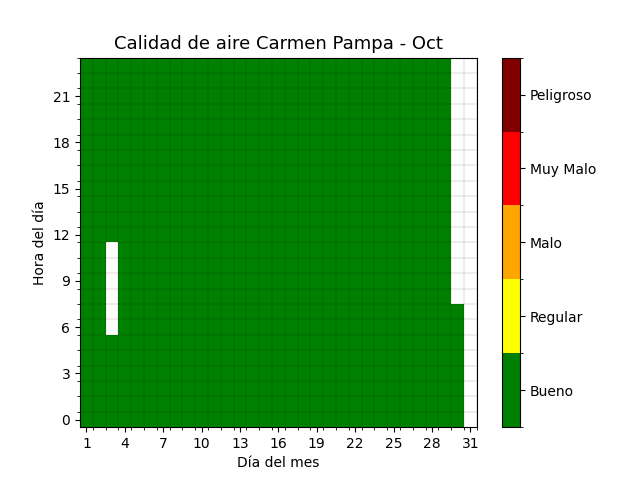 Calidad de aire Carmen Pampa - Oct
Peligroso
Muy Malo
Malo
Regular
Bueno
Hora del día
21
18
15
12
9
6
3
0
1 4 7 10 13 16 19 22 25 28 31
Día del mes